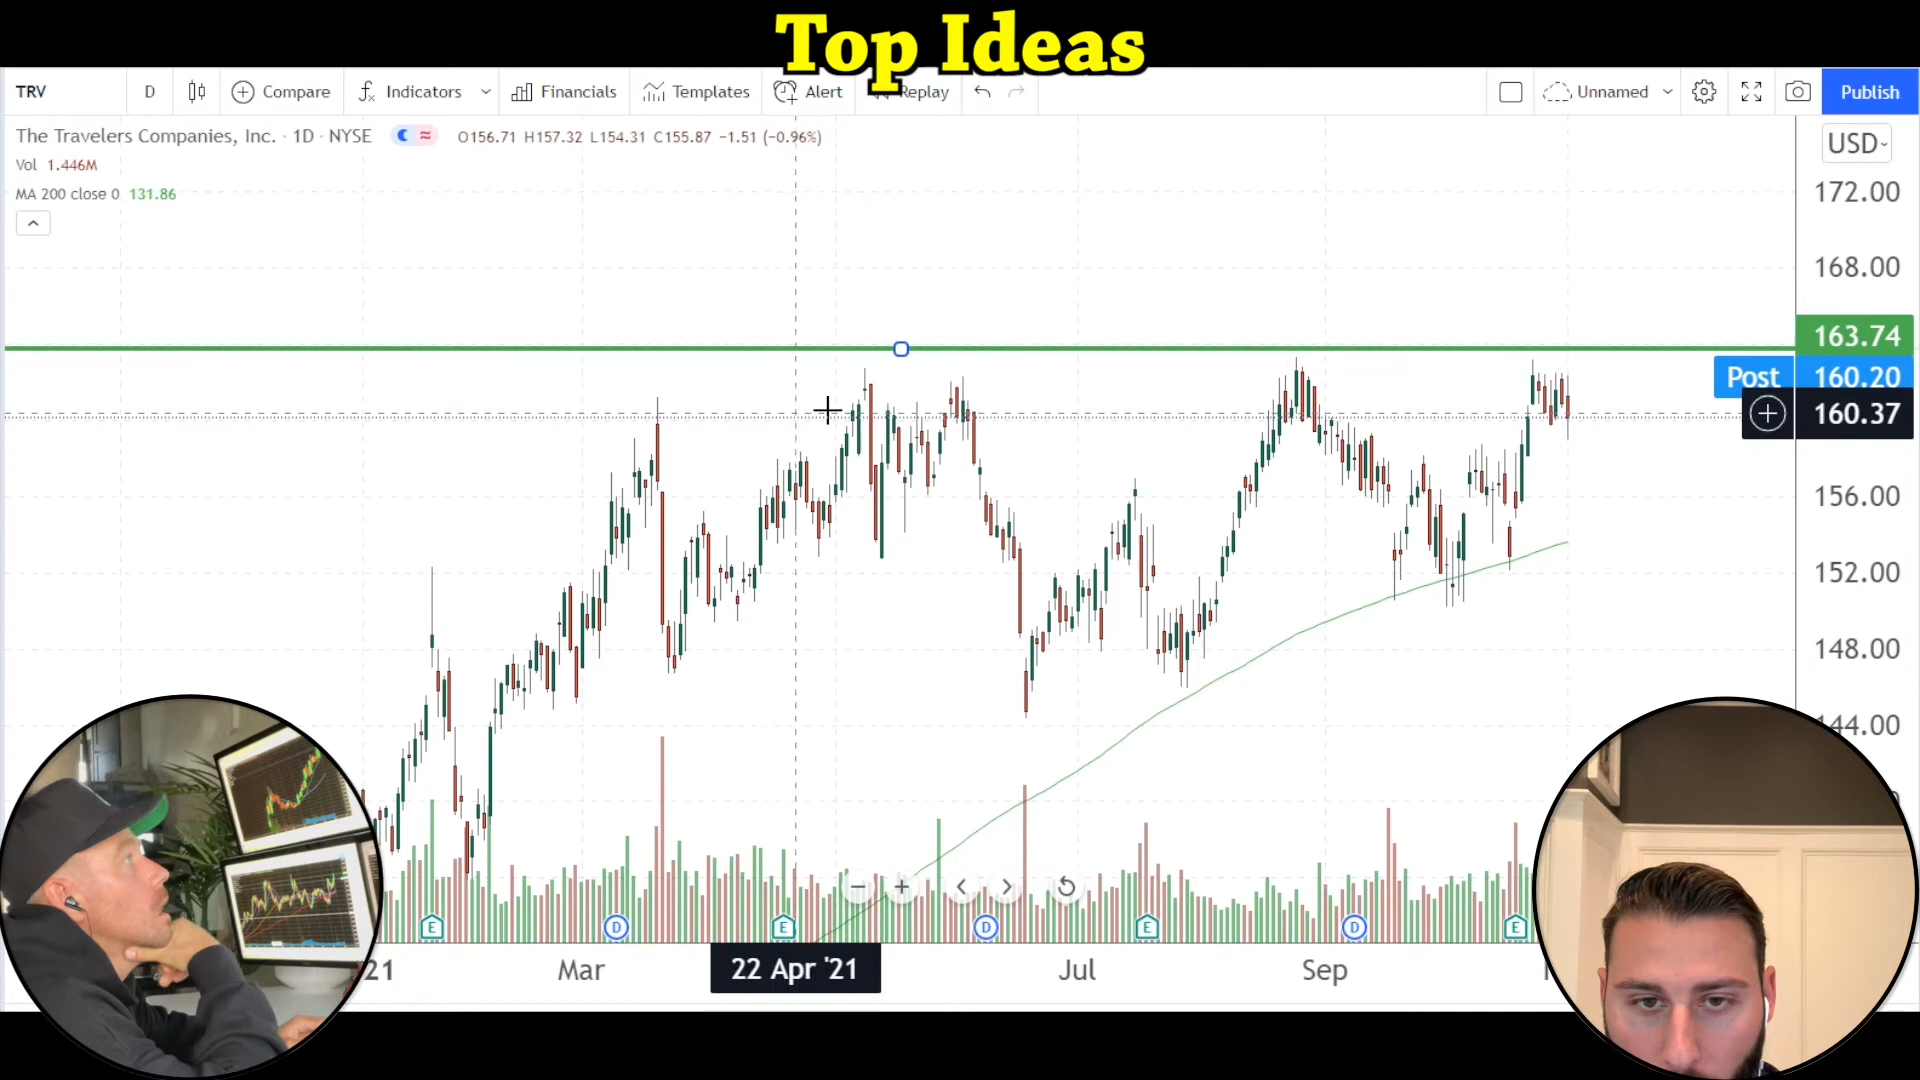 Top Ideas
TRV
D
Compare
Indicators
Financials
Templates
Alert
Replay
Unnamed
Publish
The Travelers Companies, Inc. · 1D · NYSE
O156.71 H157.32 L154.31 C155.87 −1.51 (−0.96%)
USD
Vol 1.446M
MA 200 close 0 131.86
172.00
168.00
163.74
Post 160.20
160.37
156.00
152.00
148.00
144.00
E
D
E
D
E
D
E
21
Mar
22 Apr '21
Jul
Sep